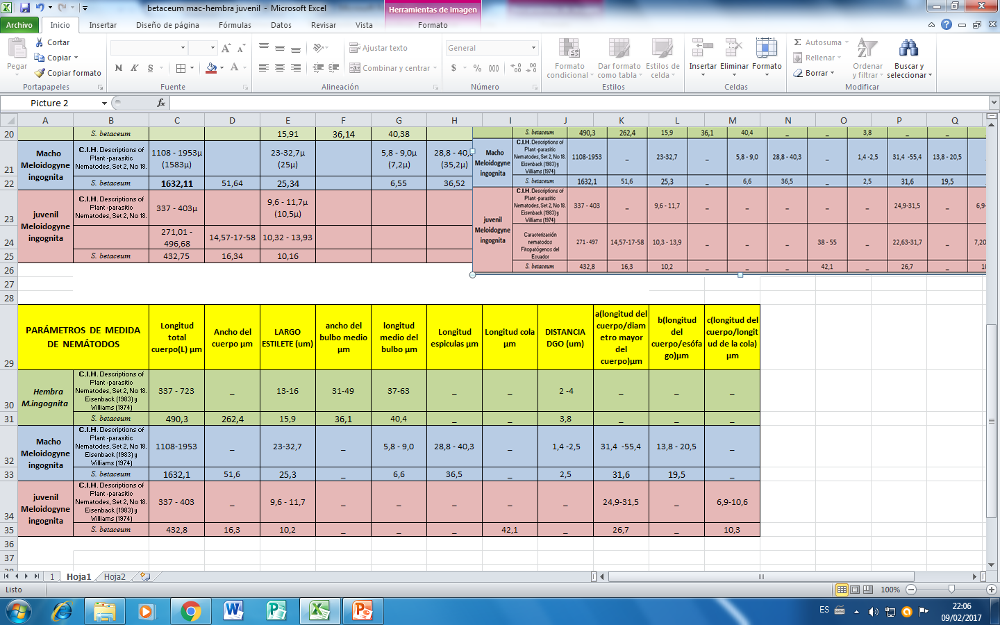 betaceum mac-hembra juvenil - Microsoft Excel
Herramientas de imagen
Archivo Inicio Insertar Diseño de página Fórmulas Datos Revisar Vista Formato
Pegar
Cortar
Copiar
Copiar formato
Portapapeles
N K S A A A
Fuente
Ajustar texto
Combinar y centrar
Alineación
General
$ % 000
Número
Formato condicional
Dar formato como tabla
Estilos de celda
Estilos
Insertar Eliminar Formato
Celdas
Autosuma
Rellenar
Borrar
Ordenar y filtrar
Buscar y seleccionar
Modificar
Picture 2 fx
A B C D E F G H I J K L M N O P Q
20 S. betaceum 15,91 36,14 40,38
21 Macho Meloidogyne ingognita C.I.H. Descriptions of Plant -parasitic Nematodes, Set 2, No 18. 1108 - 1953µ (1583µ) 23-32,7µ (25µ) 5,8 - 9,0µ (7,2µ) 28,8 - 40, (35,2µ)
22 S. betaceum 1632,11 51,64 25,34 6,55 36,52
23 juvenil Meloidogyne ingognita C.I.H. Descriptions of Plant -parasitic Nematodes, Set 2, No 18. 337 - 403µ 9,6 - 11,7µ (10,5µ)
24 271,01 - 496,68 14,57-17-58 10,32 - 13,93
25 S. betaceum 432,75 16,34 10,16
S. betaceum 490,3 262,4 15,9 36,1 40,4 _ _ 3,8 _ _
Macho Meloidogyne ingognita C.I.H. Descriptions of Plant -parasitic Nematodes, Set 2, No 18. Eisenback (1983) y Williams (1974) 1108-1953 _ 23-32,7 _ 5,8 - 9,0 28,8 - 40,3 _ 1,4 -2,5 31,4 -55,4 13,8 - 20,5
S. betaceum 1632,1 51,6 25,3 _ 6,6 36,5 _ 2,5 31,6 19,5
juvenil Meloidogyne ingognita C.I.H. Descriptions of Plant -parasitic Nematodes, Set 2, No 18. Eisenback (1983) y Williams (1974) 337 - 403 _ 9,6 - 11,7 _ _ _ _ _ 24,9-31,5 _ 6,9-
Caracterización nematodos Fitopatógenos del Ecuador 271 -497 14,57-17-58 10,3 - 13,9 _ _ _ 38 - 55 _ 22,63-31,7 _ 7,20
S. betaceum 432,8 16,3 10,2 _ _ _ 42,1 _ 26,7 _ 10
26
27
28
29 PARÁMETROS DE MEDIDA DE NEMÁTODOS Longitud total cuerpo(L) µm Ancho del cuerpo µm LARGO ESTILETE (um) ancho del bulbo medio µm longitud medio del bulbo µm Longitud espiculas µm Longitud cola µm DISTANCIA DGO (um) a(longitud del cuerpo/diametro mayor del cuerpo)µm b(longitud del cuerpo/esófago)µm c(longitud del cuerpo/longitud de la cola) µm
30 Hembra M.ingognita C.I.H. Descriptions of Plant -parasitic Nematodes, Set 2, No 18. Eisenback (1983) y Williams (1974) 337 - 723 _ 13-16 31-49 37-63 _ _ 2 -4 _ _ _
31 S. betaceum 490,3 262,4 15,9 36,1 40,4 _ _ 3,8 _ _ _
32 Macho Meloidogyne ingognita C.I.H. Descriptions of Plant -parasitic Nematodes, Set 2, No 18. Eisenback (1983) y Williams (1974) 1108-1953 _ 23-32,7 _ 5,8 - 9,0 28,8 - 40,3 _ 1,4 -2,5 31,4 -55,4 13,8 - 20,5 _
33 S. betaceum 1632,1 51,6 25,3 _ 6,6 36,5 _ 2,5 31,6 19,5 _
34 juvenil Meloidogyne ingognita C.I.H. Descriptions of Plant -parasitic Nematodes, Set 2, No 18. Eisenback (1983) y Williams (1974) 337 - 403 _ 9,6 - 11,7 _ _ _ _ _ 24,9-31,5 _ 6,9-10,6
35 S. betaceum 432,8 16,3 10,2 _ _ _ 42,1 _ 26,7 _ 10,3
36
37
38
1 Hoja1 Hoja2
Listo 100%
ES 22:06
09/02/2017